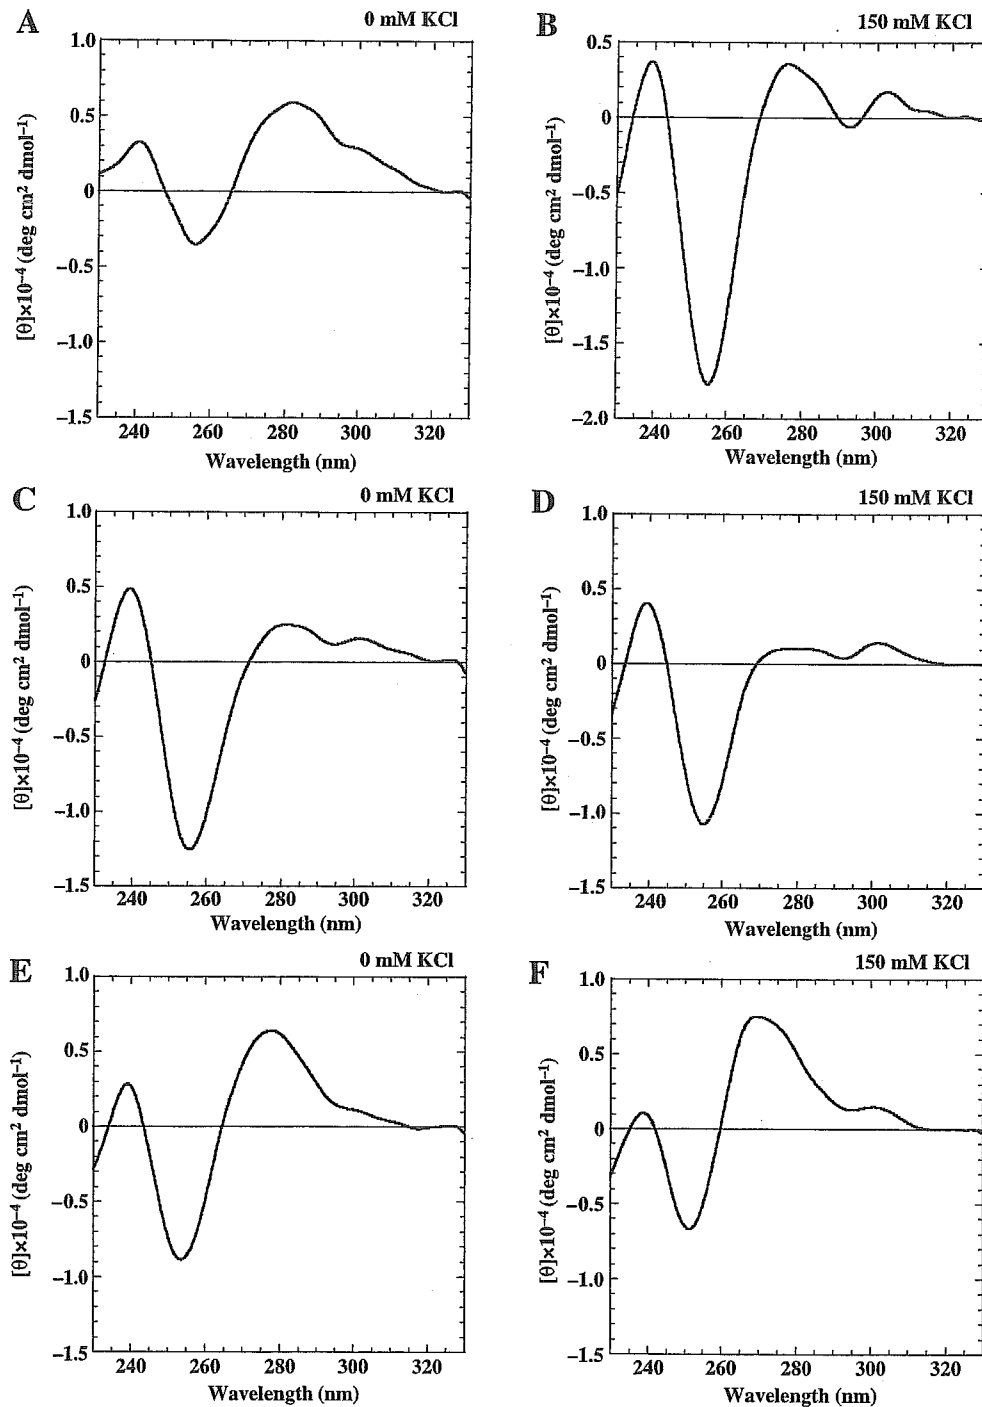 A
0 mM KCl
1.0
0.5
0
−0.5
−1.0
−1.5
[θ]×10⁻⁴ (deg cm² dmol⁻¹)
240 260 280 300 320
Wavelength (nm)
B
150 mM KCl
0.5
0
−0.5
−1.0
−1.5
−2.0
[θ]×10⁻⁴ (deg cm² dmol⁻¹)
240 260 280 300 320
Wavelength (nm)
C
0 mM KCl
1.0
0.5
0
−0.5
−1.0
−1.5
[θ]×10⁻⁴ (deg cm² dmol⁻¹)
240 260 280 300 320
Wavelength (nm)
D
150 mM KCl
1.0
0.5
0
−0.5
−1.0
−1.5
[θ]×10⁻⁴ (deg cm² dmol⁻¹)
240 260 280 300 320
Wavelength (nm)
E
0 mM KCl
1.0
0.5
0
−0.5
−1.0
−1.5
[θ]×10⁻⁴ (deg cm² dmol⁻¹)
240 260 280 300 320
Wavelength (nm)
F
150 mM KCl
1.0
0.5
0
−0.5
−1.0
−1.5
[θ]×10⁻⁴ (deg cm² dmol⁻¹)
240 260 280 300 320
Wavelength (nm)